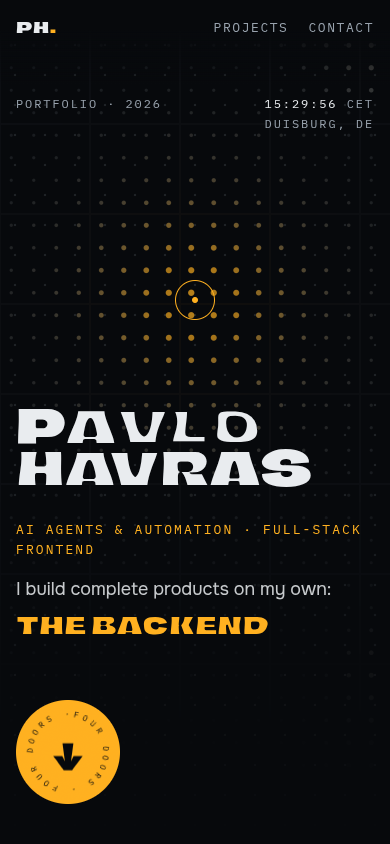 PH.
PROJECTS CONTACT
PORTFOLIO · 2026
15:29:56 CET
DUISBURG, DE
PAVLO
HAVRAS
AI AGENTS & AUTOMATION · FULL-STACK
FRONTEND
I build complete products on my own:
THE BACKEND
FOUR DOORS · FOUR DOORS ·